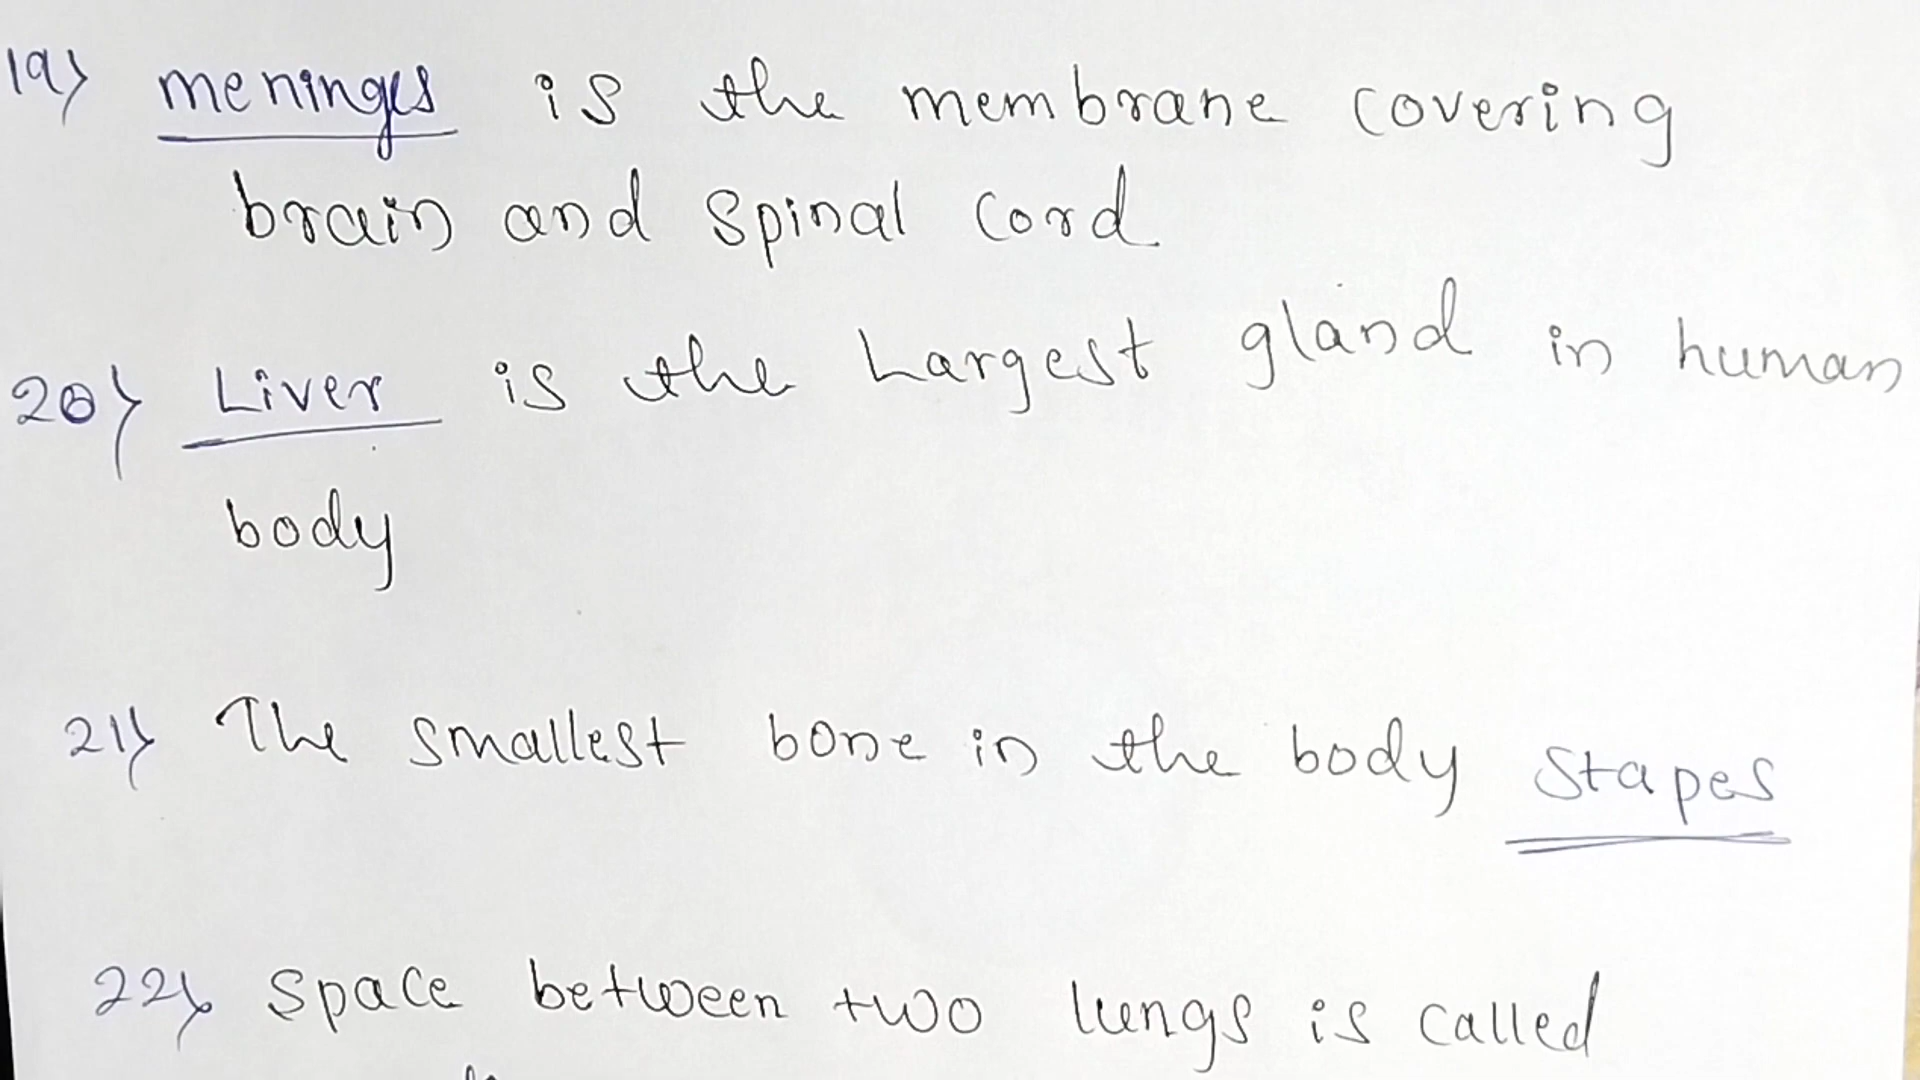 19) meninges is the membrane covering
brain and spinal cord
20) Liver is the Largest gland in human
body
21) The smallest bone in the body stapes
22) space between two lungs is called